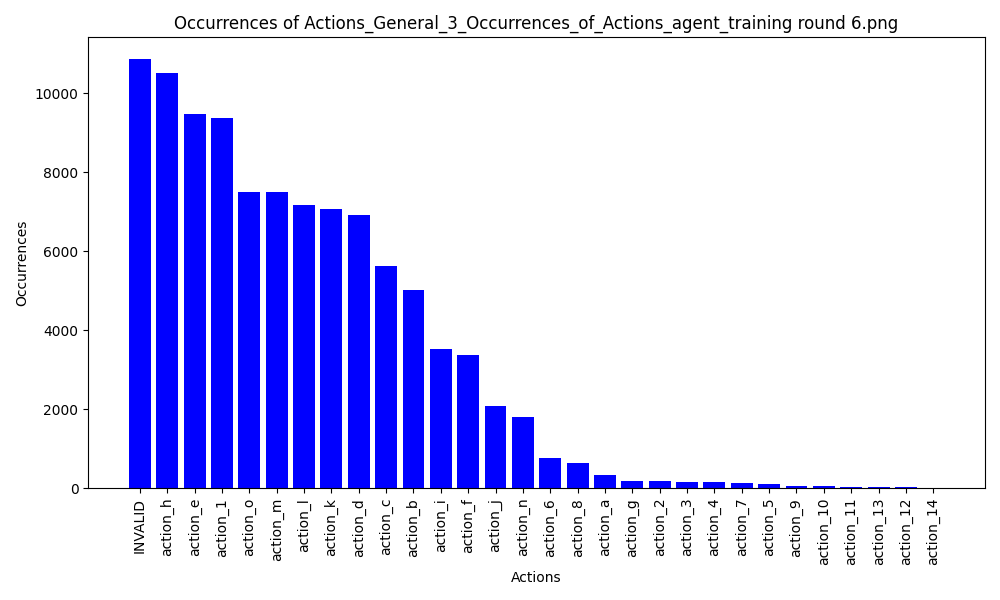 Occurrences of Actions_General_3_Occurrences_of_Actions_agent_training round 6.png
10000
8000
6000
4000
2000
0
Occurrences
INVALID
action_h
action_e
action_1
action_o
action_m
action_l
action_k
action_d
action_c
action_b
action_i
action_f
action_j
action_n
action_6
action_8
action_a
action_g
action_2
action_3
action_4
action_7
action_5
action_9
action_10
action_11
action_13
action_12
action_14
Actions